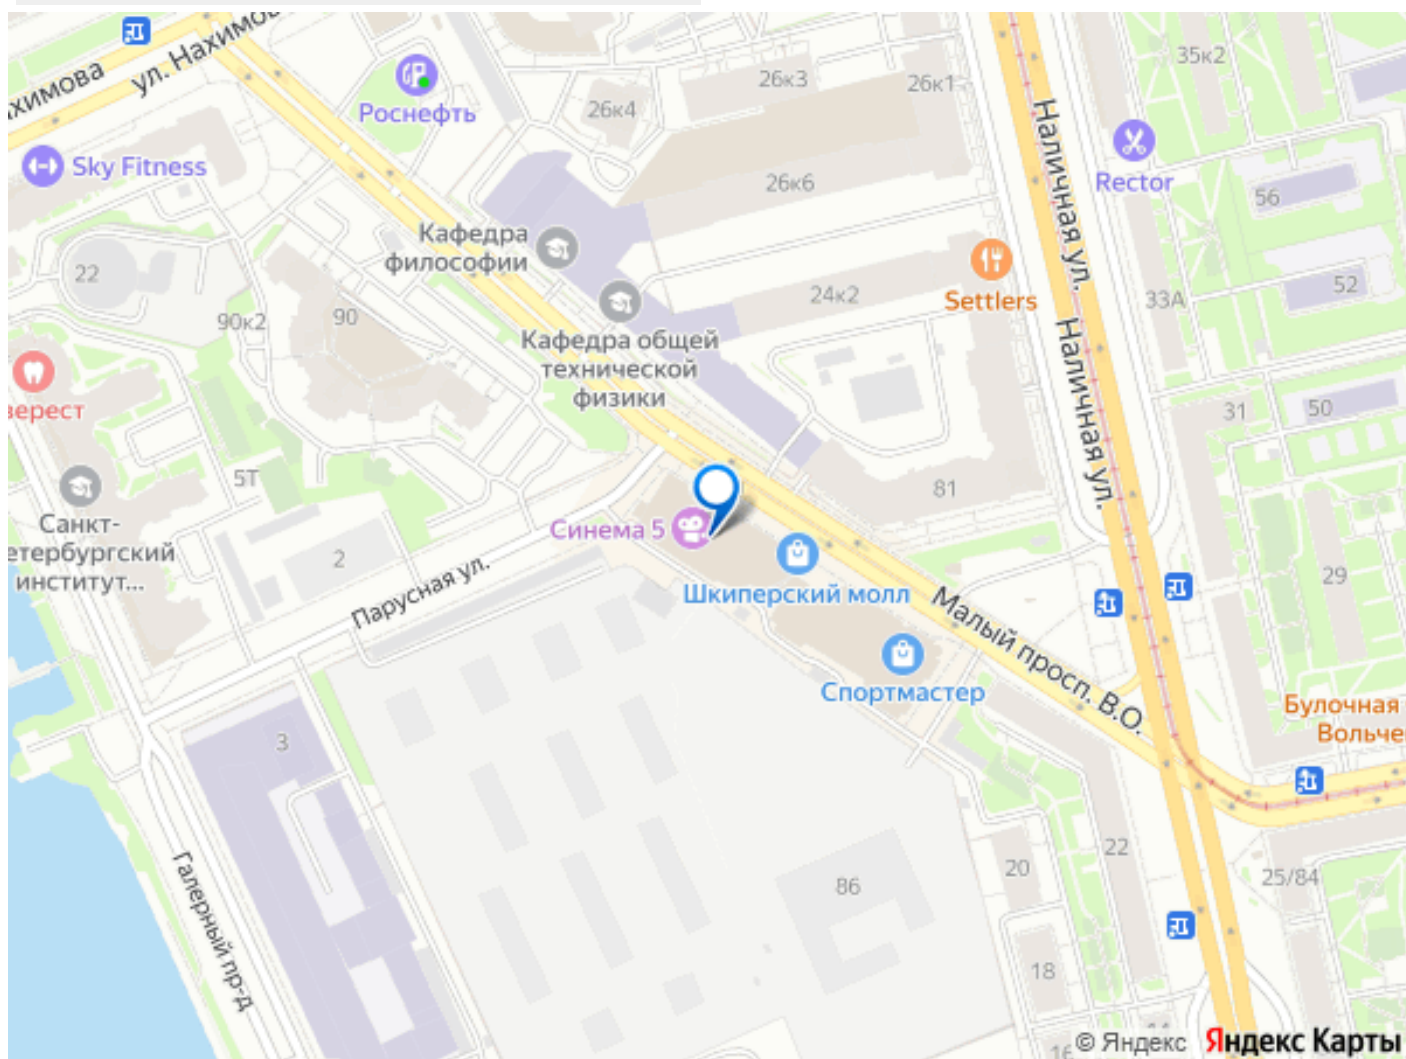 ул. Нахимова
ахимова
35к2
26к3
26к1
Роснефть
26к4
Наличная ул.
Sky Fitness
Rector
26к6
56
Кафедра
философии
22
24к2
Settlers
33А
52
90к2
90
Наличная ул.
Кафедра общей
технической
физики
верест
31
50
5Т
81
Санкт-
етербургский
институт...
Синема 5
2
Парусная ул.
Шкиперский молл
29
Малый просп. В.О.
Спортмастер
Булочная
Вольче
3
Галерный пр-д
86
20
22
25/84
18
16
© Яндекс
Яндекс Карты